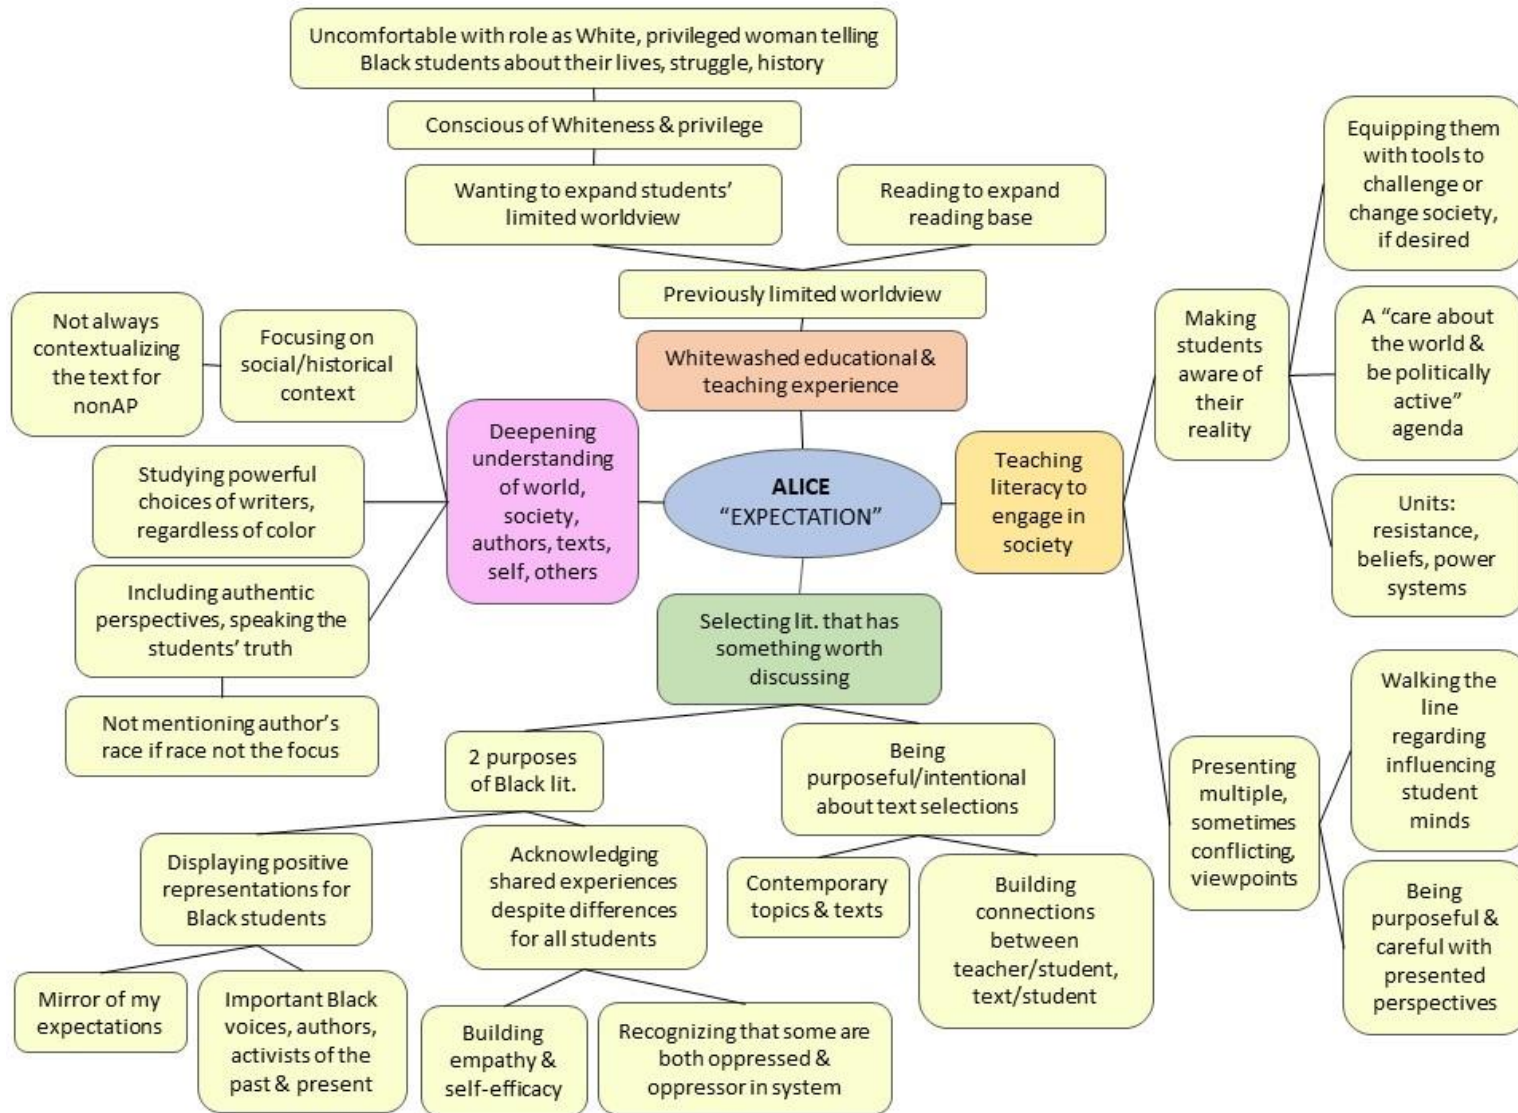 Uncomfortable with role as White, privileged woman telling
Black students about their lives, struggle, history
Conscious of Whiteness & privilege
Wanting to expand students’
limited worldview
Reading to expand
reading base
Previously limited worldview
Whitewashed educational &
teaching experience
ALICE
“EXPECTATION”
Deepening
understanding
of world,
society,
authors, texts,
self, others
Focusing on
social/historical
context
Not always
contextualizing
the text for
nonAP
Studying powerful
choices of writers,
regardless of color
Including authentic
perspectives, speaking the
students’ truth
Not mentioning author’s
race if race not the focus
Teaching
literacy to
engage in
society
Making
students
aware of
their
reality
Equipping them
with tools to
challenge or
change society,
if desired
A “care about
the world &
be politically
active”
agenda
Units:
resistance,
beliefs, power
systems
Presenting
multiple,
sometimes
conflicting,
viewpoints
Walking the
line
regarding
influencing
student
minds
Being
purposeful &
careful with
presented
perspectives
Selecting lit. that has
something worth
discussing
2 purposes
of Black lit.
Displaying positive
representations for
Black students
Mirror of my
expectations
Important Black
voices, authors,
activists of the
past & present
Acknowledging
shared experiences
despite differences
for all students
Building
empathy &
self-efficacy
Recognizing that some are
both oppressed &
oppressor in system
Being
purposeful/intentional
about text selections
Contemporary
topics & texts
Building
connections
between
teacher/student,
text/student